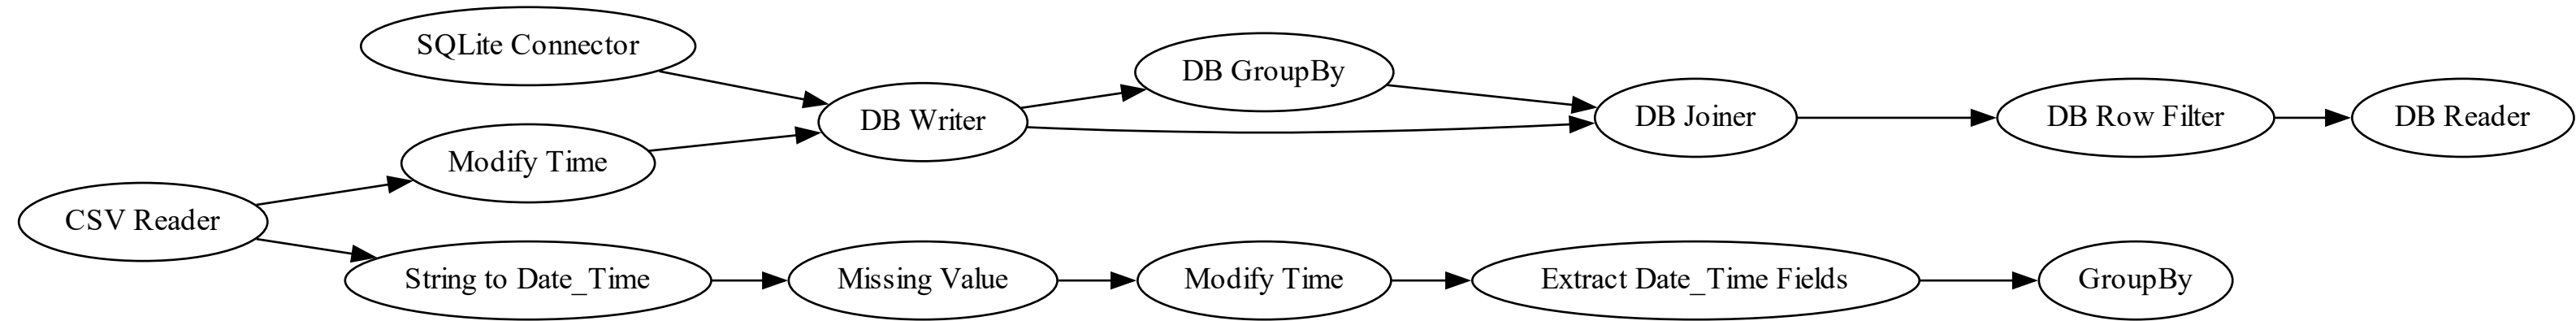 SQLite Connector
DB GroupBy
DB Writer
DB Joiner
DB Row Filter
DB Reader
Modify Time
CSV Reader
String to Date_Time
Missing Value
Modify Time
Extract Date_Time Fields
GroupBy